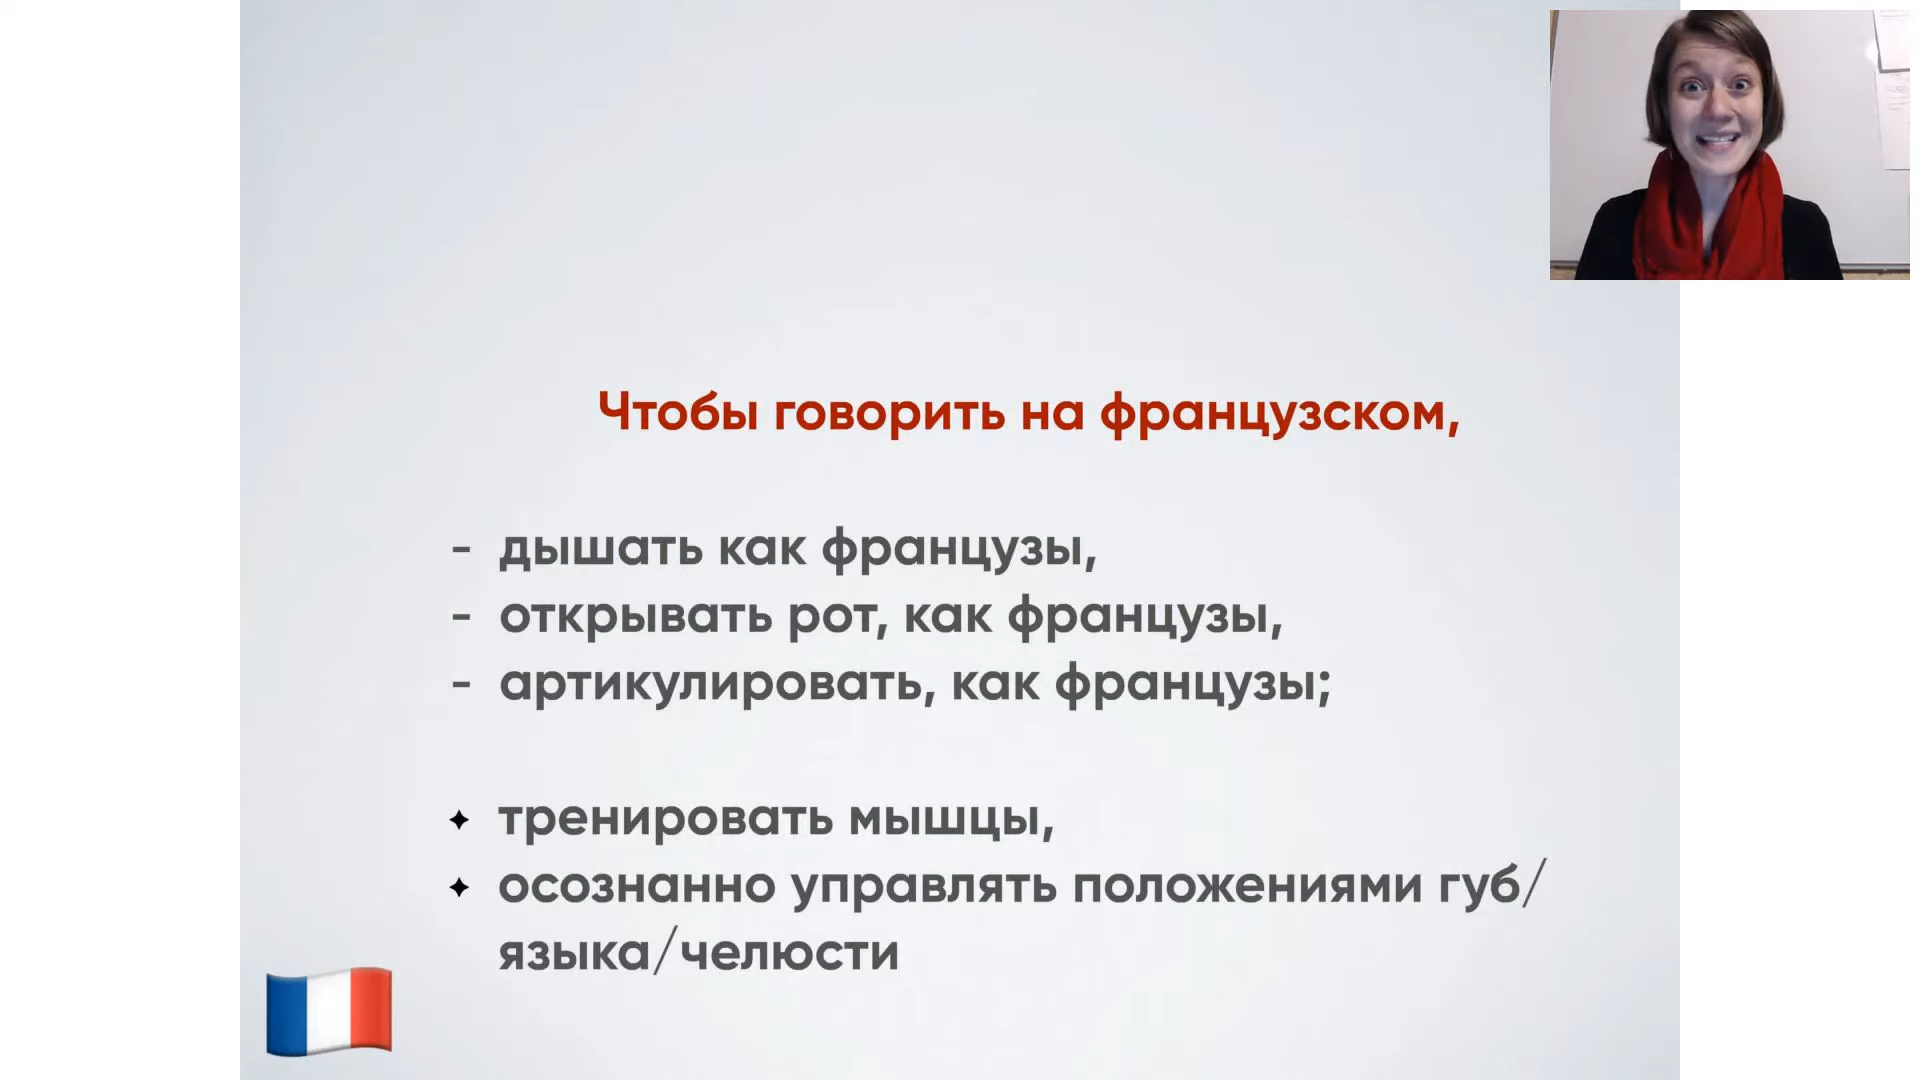 Чтобы говорить на французском,
- дышать как французы,
- открывать рот, как французы,
- артикулировать, как французы;
✦ тренировать мышцы,
✦ осознанно управлять положениями губ/
языка/челюсти